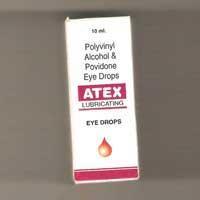 10 ml.
Polyvinyl
Alcohol &
Povidone
Eye Drops
ATEX
LUBRICATING
EYE DROPS